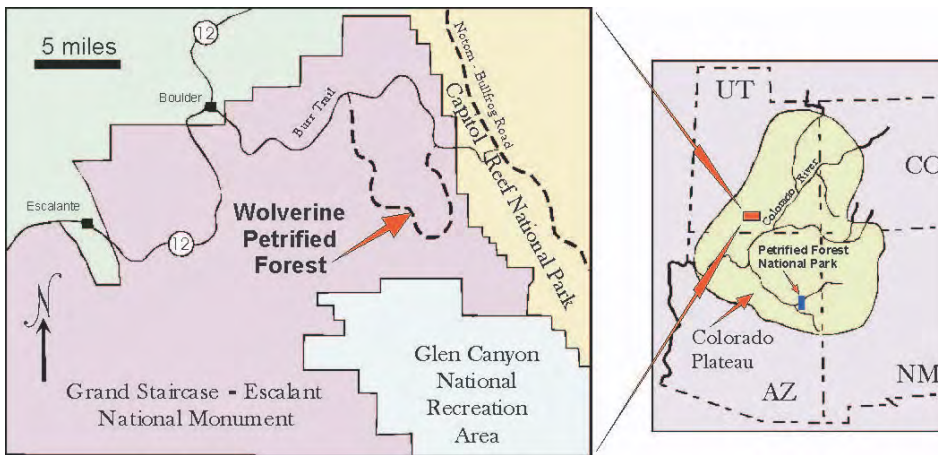 5 miles
12
Boulder
Burr Trail
Notom - Bullfrog Road
Capitol Reef National Park
Escalante
12
Wolverine
Petrified
Forest
N
Grand Staircase - Escalant
National Monument
Glen Canyon
National
Recreation
Area
UT
CO
Colorado River
Petrified Forest
National Park
Colorado
Plateau
AZ
NM